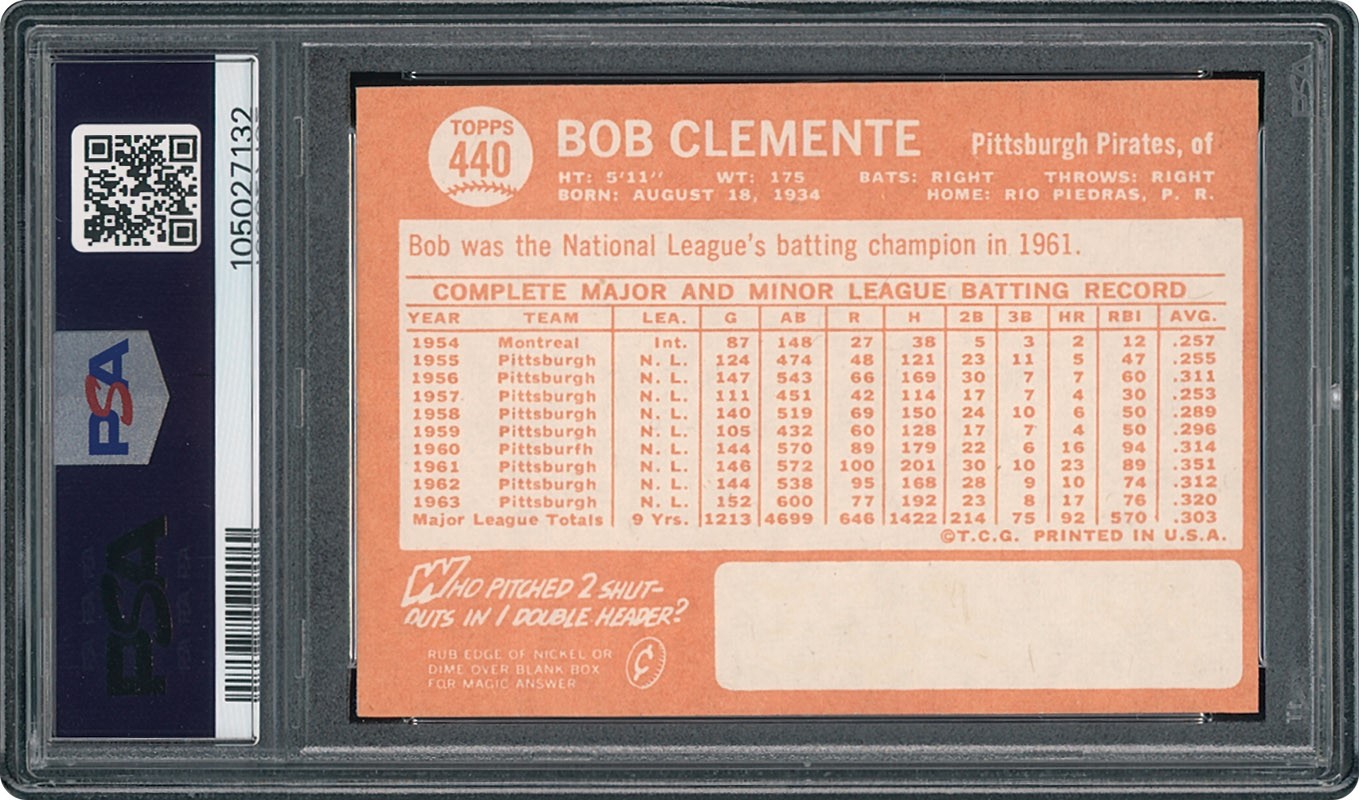 TOPPS
440
BOB CLEMENTE
Pittsburgh Pirates, of
HT: 5'11" WT: 175 BATS: RIGHT THROWS: RIGHT
BORN: AUGUST 18, 1934 HOME: RIO PIEDRAS, P. R.
Bob was the National League's batting champion in 1961.
COMPLETE MAJOR AND MINOR LEAGUE BATTING RECORD
YEAR TEAM LEA. G AB R H 2B 3B HR RBI AVG.
1954 Montreal Int. 87 148 27 38 5 3 2 12 .257
1955 Pittsburgh N. L. 124 474 48 121 23 11 5 47 .255
1956 Pittsburgh N. L. 147 543 66 169 30 7 7 60 .311
1957 Pittsburgh N. L. 111 451 42 114 17 7 4 30 .253
1958 Pittsburgh N. L. 140 519 69 150 24 10 6 50 .289
1959 Pittsburgh N. L. 105 432 60 128 17 7 4 50 .296
1960 Pittsburfh N. L. 144 570 89 179 22 6 16 94 .314
1961 Pittsburgh N. L. 146 572 100 201 30 10 23 89 .351
1962 Pittsburgh N. L. 144 538 95 168 28 9 10 74 .312
1963 Pittsburgh N. L. 152 600 77 192 23 8 17 76 .320
Major League Totals 9 Yrs. 1213 4699 646 1422 214 75 92 570 .303
©T.C.G. PRINTED IN U.S.A.
WHO PITCHED 2 SHUT-
OUTS IN 1 DOUBLE HEADER?
RUB EDGE OF NICKEL OR
DIME OVER BLANK BOX
FOR MAGIC ANSWER
¢
105027132
PSA
PSA
PSA